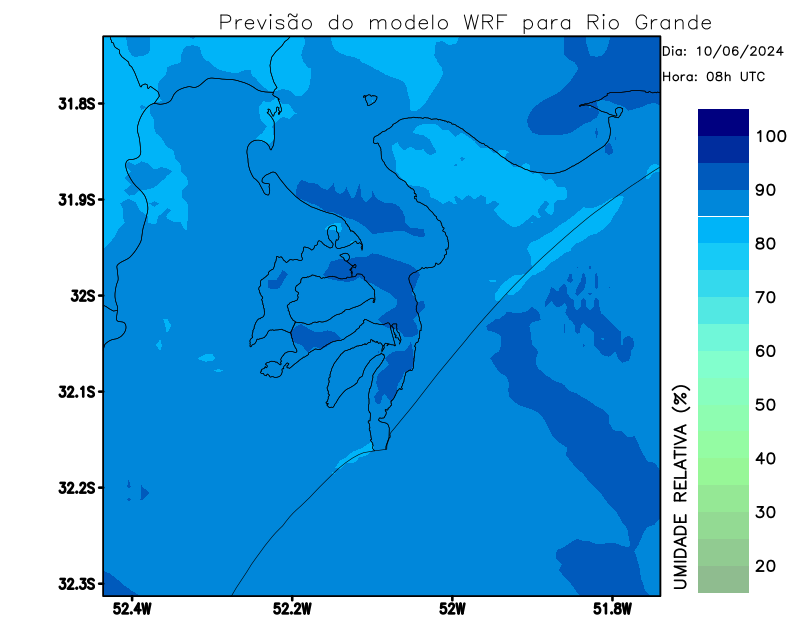 Previsão do modelo WRF para Rio Grande
Dia: 10/06/2024
Hora: 08h UTC
31.8S
31.9S
32S
32.1S
32.2S
32.3S
52.4W
52.2W
52W
51.8W
100
90
80
70
60
50
40
30
20
UMIDADE RELATIVA (%)